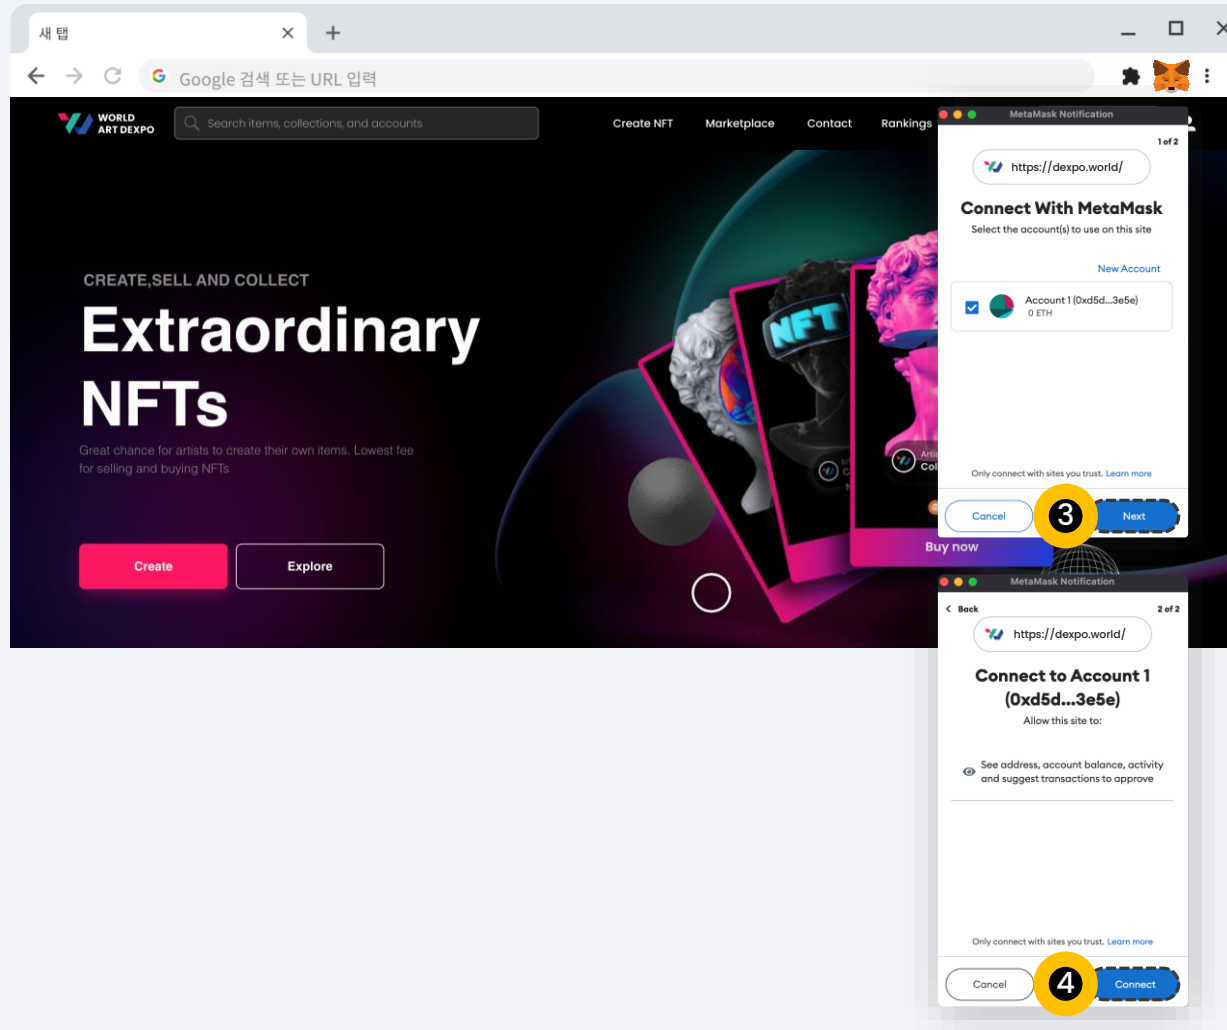 새 탭
Google 검색 또는 URL 입력
WORLD
ART DEXPO
Search items, collections, and accounts
Create NFT
Marketplace
Contact
Rankings
CREATE,SELL AND COLLECT
Extraordinary
NFTs
Great chance for artists to create their own items. Lowest fee
for selling and buying NFTs
Create
Explore
NFT
Buy now
MetaMask Notification
1 of 2
https://dexpo.world/
Connect With MetaMask
Select the account(s) to use on this site
New Account
Account 1 (0xd5d...3e5e)
0 ETH
Only connect with sites you trust. Learn more
Cancel
3
Next
MetaMask Notification
Back
2 of 2
https://dexpo.world/
Connect to Account 1
(0xd5d...3e5e)
Allow this site to:
See address, account balance, activity
and suggest transactions to approve
Only connect with sites you trust. Learn more
Cancel
4
Connect